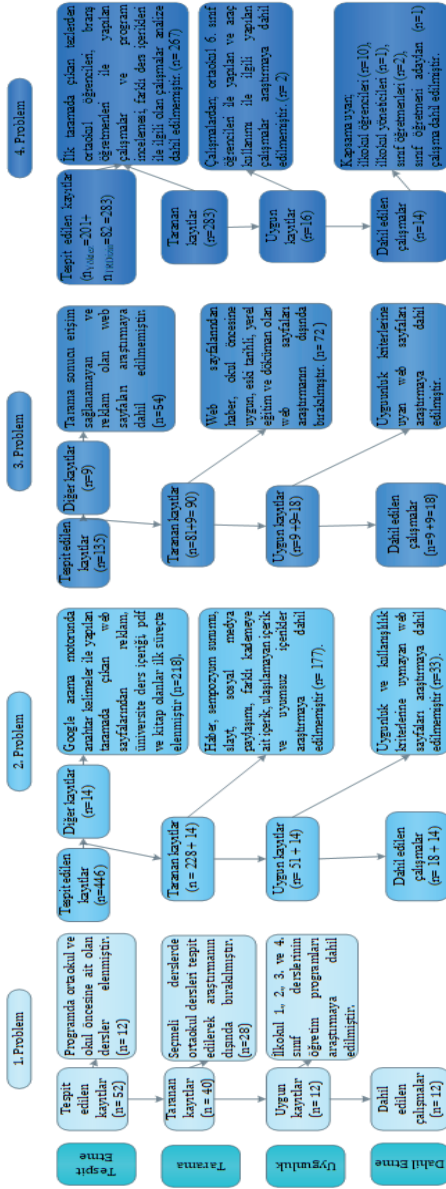 1. Problem
2. Problem
3. Problem
4. Problem
Tespit
Etme
Tespit
edilen
kayıtlar
(n= 52)
Programda ortaokul ve
okul öncesine ait olan
dersler elenmiştir.
(n= 12)
Tespit edilen
kayıtlar
(n=446)
Diğer kayıtlar
(n=14)
Google arama motorunda
anahtar kelimeler ile yapılan
taramada çıkan web
sayfalarından reklam,
üniversite ders içeriği pdf
ve kitap olanlar ilk süreçte
elenmiştir (n=218).
Tespit edilen
kayıtlar
(n=135)
Diğer kayıtlar
(n=9)
Tarama sonucu erişim
sağlanamayan ve
reklam olan web
sayfaları araştırmaya
dahil edilmemiştir.
(n=54)
Tespit edilen kayıtlar
(nYöktez=201+
82=283)
İlk taramada çıkan tezlerden
ortaokul öğrencileri, branş
öğretmenleri ile yapılan
çalışmalar ve program
incelemesi, farklı ders içerikleri
ile ilgili olan çalışmalar analize
dahil edilmemiştir. (n= 267)
Tarama
Taranan
kayıtlar
(n = 40)
Seçmeli derslerde
ortaokul dersleri tespit
edilerek araştırmanın
dışında bırakılmıştır.
(n=28)
Taranan kayıtlar
(n = 228 + 14)
Haber, sempozyum sunumu,
slayt, sosyal medya
paylaşımı, farklı kademeye
ait içerik, ulaşılamayan içerik
ve uyumsuz içerikler
araştırmaya dahil
edilmemiştir (n= 177).
Taranan kayıtlar
(n=81+9= 90)
Web sayfalarından
haber, okul öncesine
uygun, eski tarihli, yerel
eğitim ve döküman olan
web sayfaları
araştırmanın dışında
bırakılmıştır. (n= 72 )
Taranan kayıtlar
(n=283)
Çalışmalardan; ortaokul 6. sınıf
öğrencileri ile yapılan ve araç
kullanımı ile ilgili yapılan
çalışmalar araştırmaya dahil
edilmemiştir. (n= 2)
Uygunluk
Uygun
kayıtlar
(n= 12)
İlkokul 1., 2., 3. ve 4.
sınıf derslerinin
öğretim programları
araştırmaya dahil
edilmiştir.
Uygun kayıtlar
(n= 51 + 14)
Uygunluk ve kullanışlılık
kriterlerine uymayan web
sayfaları araştırmaya dahil
edilmemiştir (n=33).
Uygun kayıtlar
(n=9 +9=18)
Uygunluk kriterlerine
uyan web sayfaları
araştırmaya dahil
edilmiştir.
Uygun kayıtlar
(n=16)
Kapsama uyan;
ilkokul öğrencileri (n=10),
ilkokul yöneticileri (n=1),
sınıf öğretmenleri (n=2),
sınıf öğretmeni adayları (n=1)
çalışmaya dahil edilmiştir.
Dahil Etme
Dahil
edilen
çalışmalar
(n= 12)
Dahil edilen
çalışmalar
(n= 18 + 14)
Dahil edilen
çalışmalar
(n=9 +9=18)
Dahil edilen
çalışmalar
(n=14)